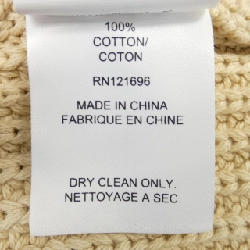 100%
COTTON/
COTON
RN121696
MADE IN CHINA
FABRIQUE EN CHINE
DRY CLEAN ONLY.
NETTOYAGE A SEC